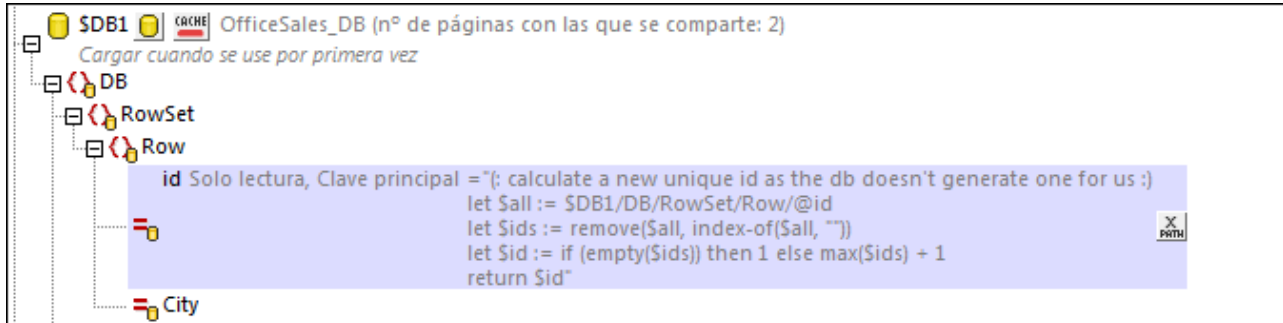 $DB1 CACHE OfficeSales_DB (nº de páginas con las que se comparte: 2)
Cargar cuando se use por primera vez
DB
RowSet
Row
id Solo lectura, Clave principal ="(: calculate a new unique id as the db doesn't generate one for us :)
let $all := $DB1/DB/RowSet/Row/@id
let $ids := remove($all, index-of($all, ""))
let $id := if (empty($ids)) then 1 else max($ids) + 1
return $id"
X PATH
City